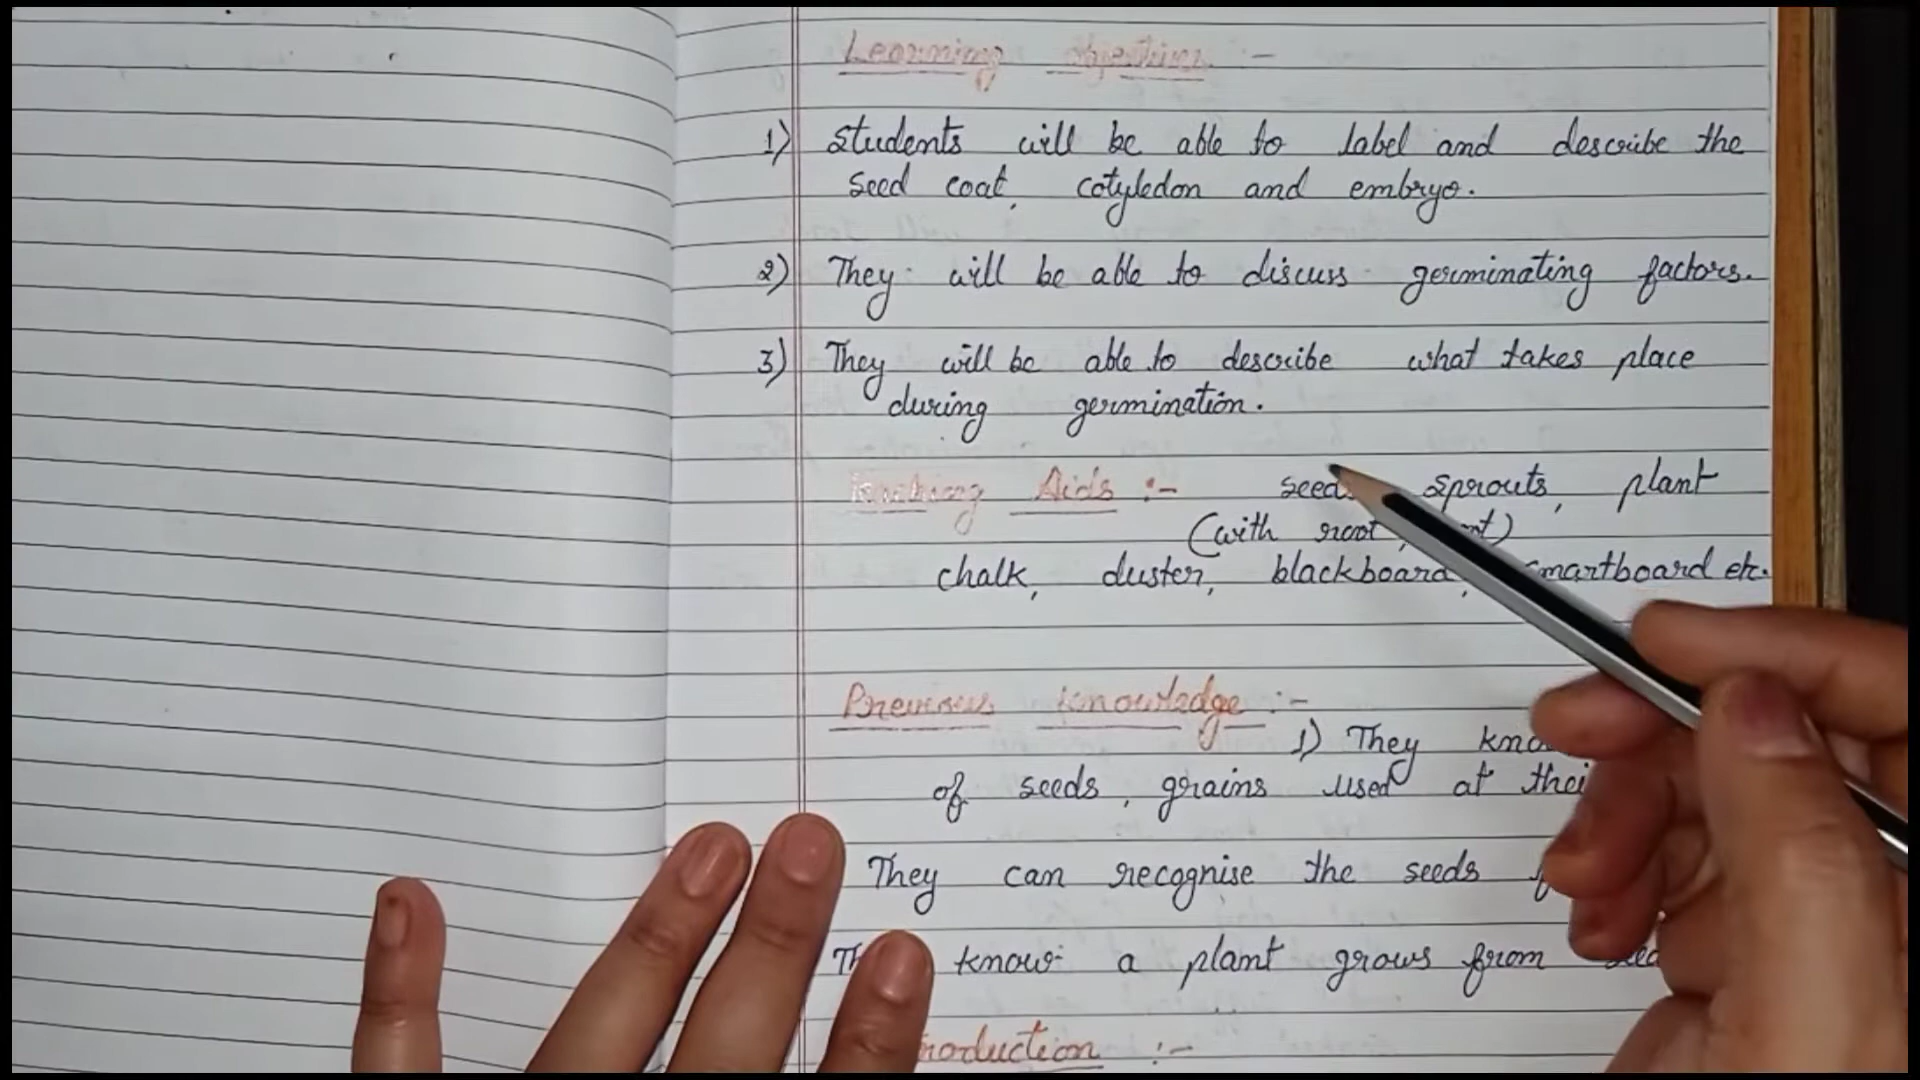 Learning objectives :-
1) Students will be able to label and describe the
seed coat, cotyledon and embryo.
2) They will be able to discuss germinating factors.
3) They will be able to describe what takes place
during germination.
Teaching Aids :- seeds sprouts, plant
(with root,
chalk, duster, blackboard, smartboard etc.
Previous knowledge :-
1) They
of seeds, grains used at
They can recognise the seeds
know a plant grows from
:-